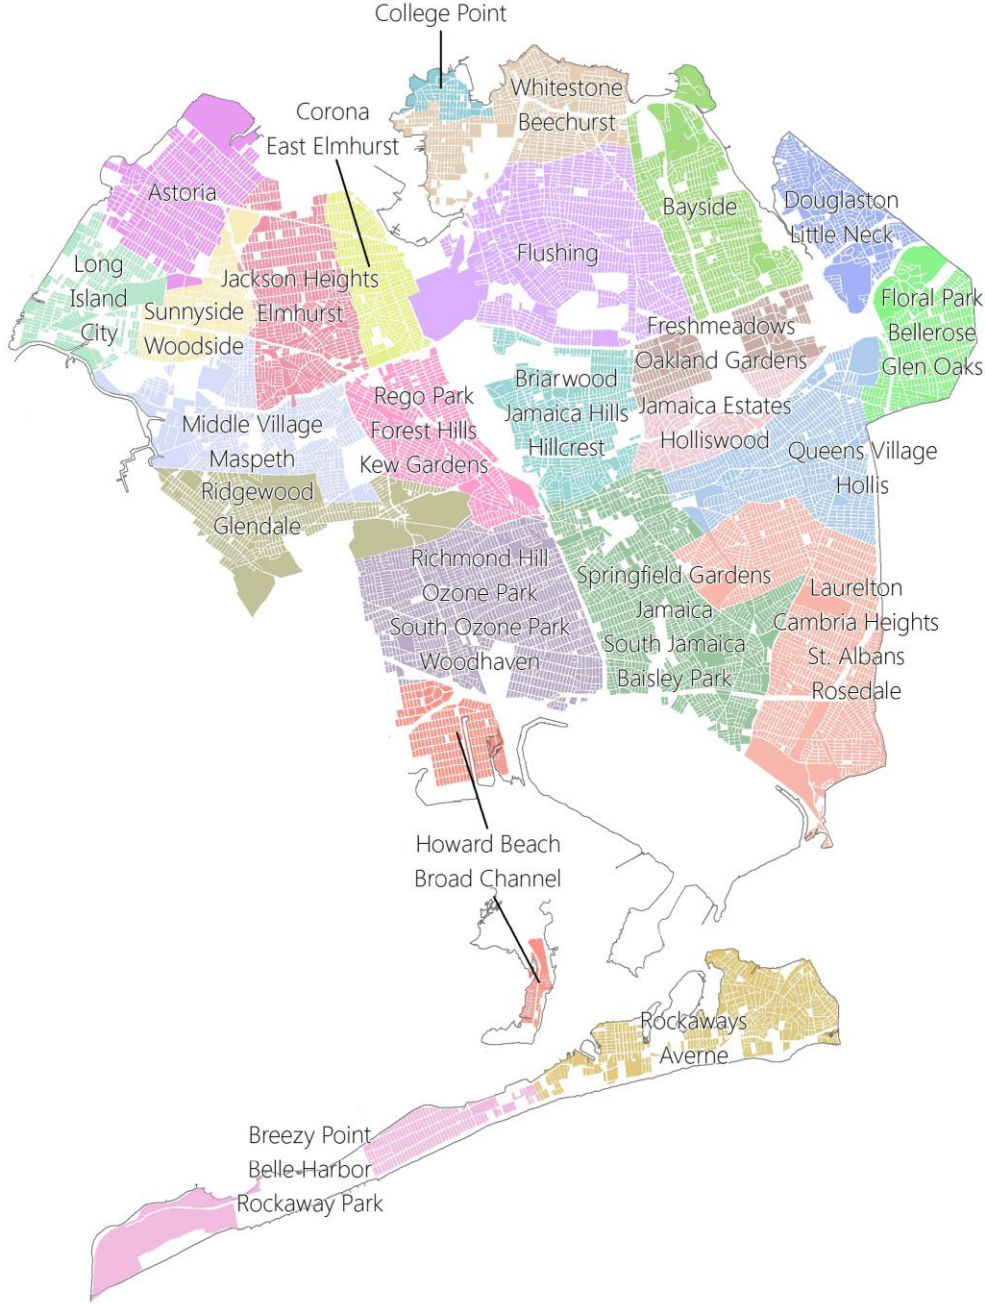 College Point
Whitestone
Beechurst
Corona
East Elmhurst
Astoria
Bayside
Douglaston
Little Neck
Flushing
Long
Island
City
Jackson Heights
Elmhurst
Sunnyside
Woodside
Floral Park
Bellerose
Glen Oaks
Freshmeadows
Oakland Gardens
Briarwood
Jamaica Hills
Hillcrest
Rego Park
Forest Hills
Kew Gardens
Jamaica Estates
Holliswood
Middle Village
Maspeth
Queens Village
Hollis
Ridgewood
Glendale
Richmond Hill
Ozone Park
South Ozone Park
Woodhaven
Springfield Gardens
Jamaica
South Jamaica
Baisley Park
Laurelton
Cambria Heights
St. Albans
Rosedale
Howard Beach
Broad Channel
Rockaways
Averne
Breezy Point
Belle Harbor
Rockaway Park